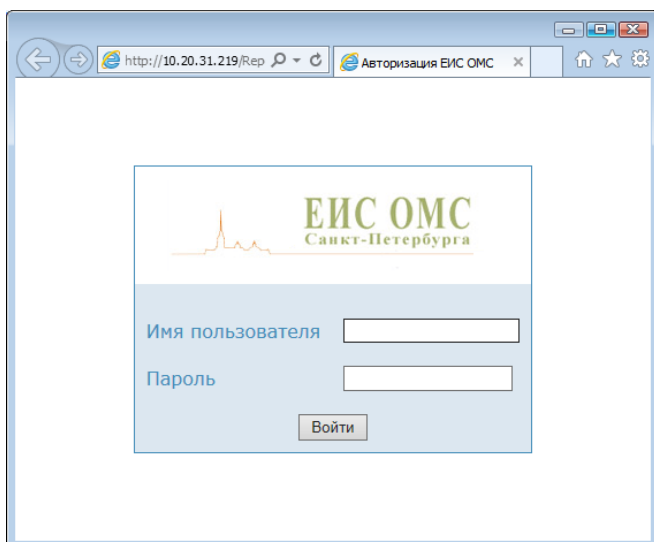 http://10.20.31.219/Rep
Авторизация ЕИС ОМС
ЕИС ОМС
Санкт-Петербурга
Имя пользователя
Пароль
Войти